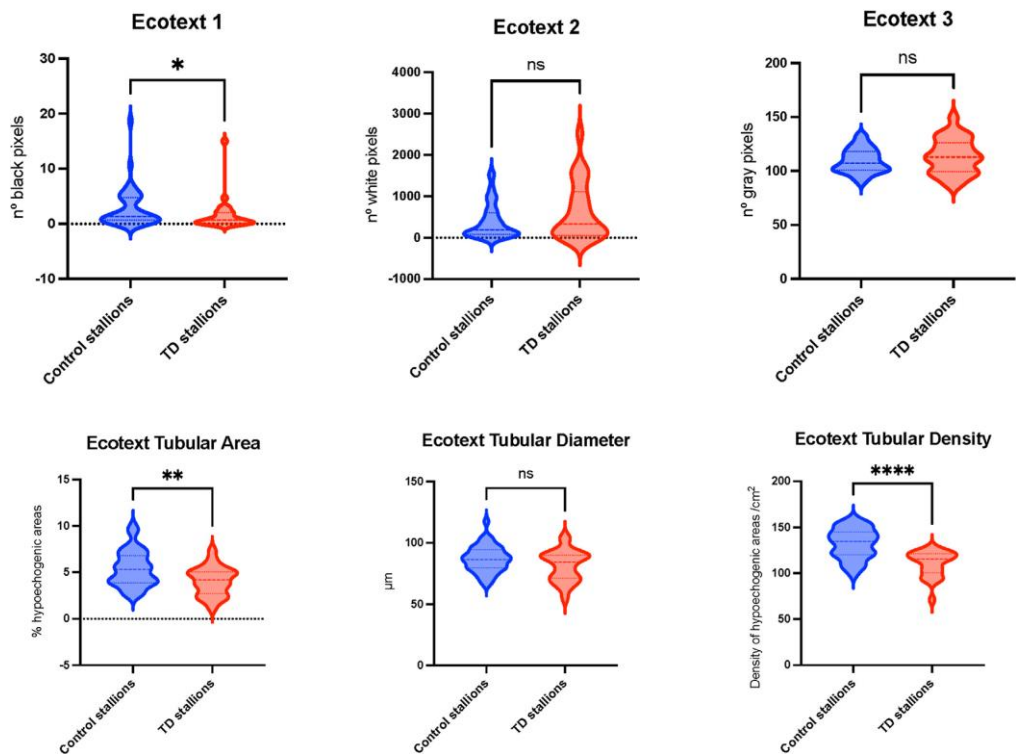 Ecotext 1
nº black pixels
30
20
10
0
-10
*
Control stallions
TD stallions
Ecotext 2
nº white pixels
4000
3000
2000
1000
0
-1000
ns
Control stallions
TD stallions
Ecotext 3
nº gray pixels
200
150
100
50
0
ns
Control stallions
TD stallions
Ecotext Tubular Area
% hypoechogenic areas
15
10
5
0
-5
**
Control stallions
TD stallions
Ecotext Tubular Diameter
µm
150
100
50
0
ns
Control stallions
TD stallions
Ecotext Tubular Density
Density of hypoechogenic areas /cm²
200
150
100
50
0
****
Control stallions
TD stallions